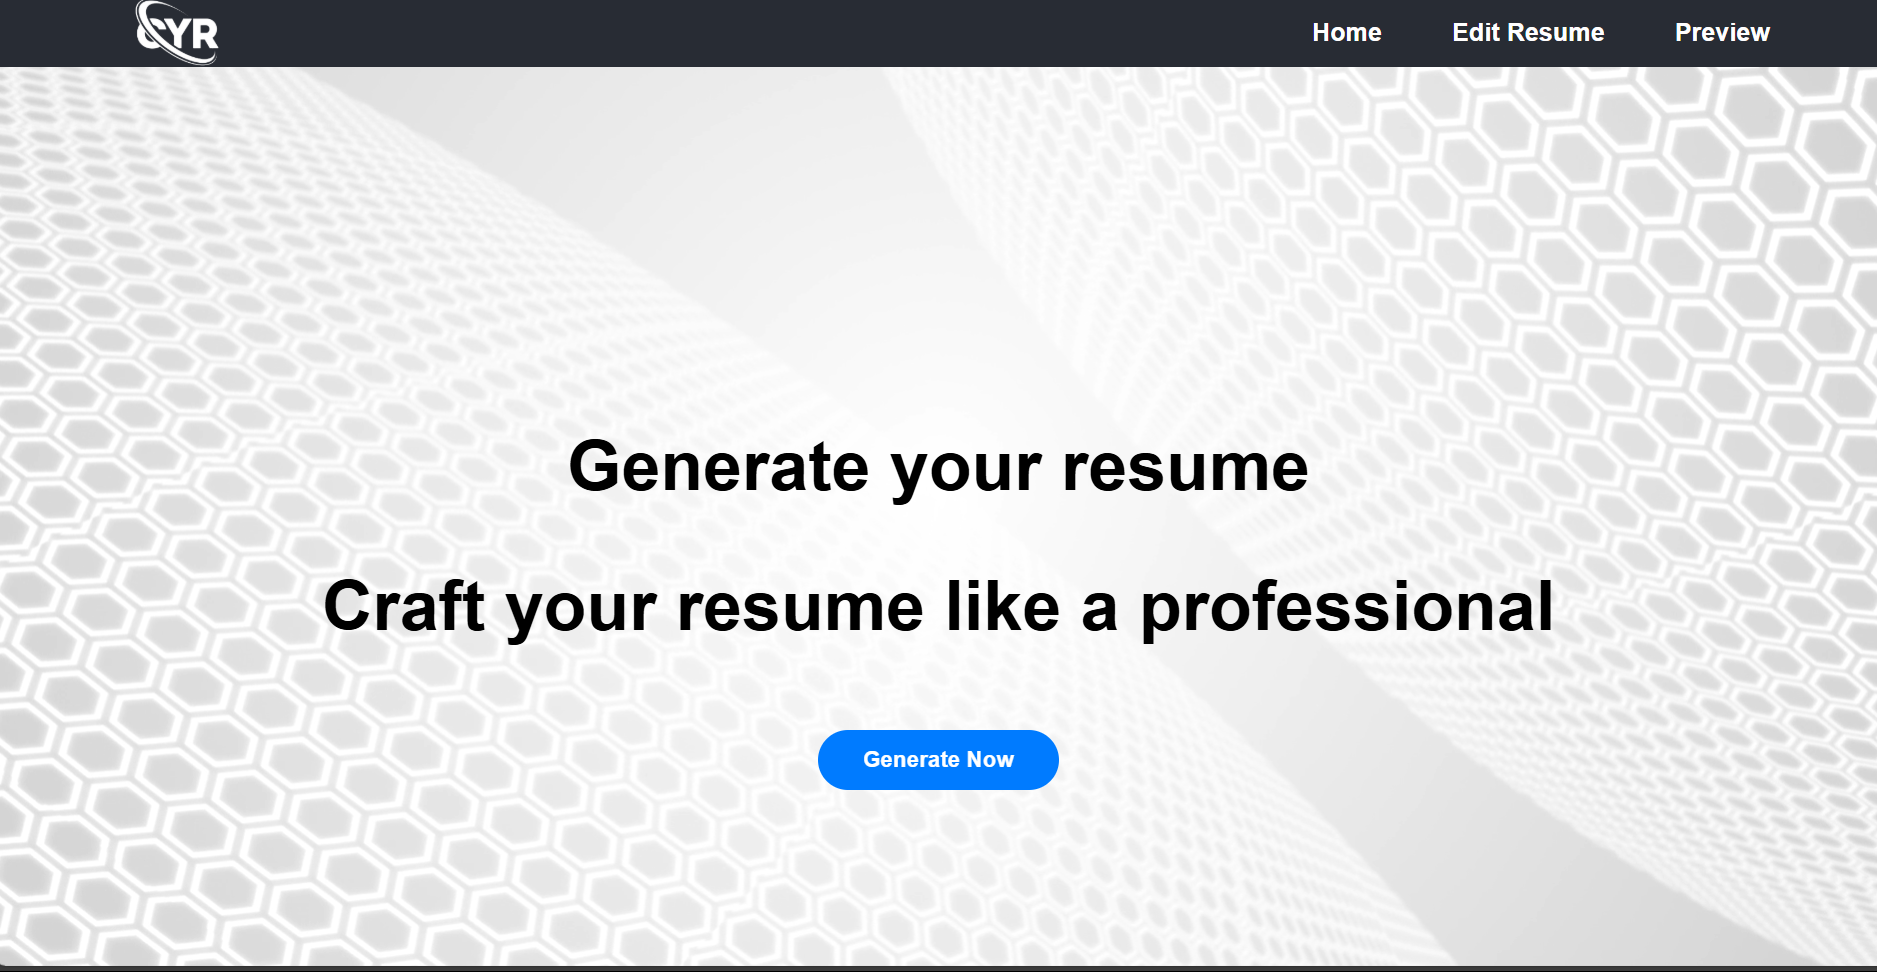 CYR
Home Edit Resume Preview
Generate your resume
Craft your resume like a professional
Generate Now